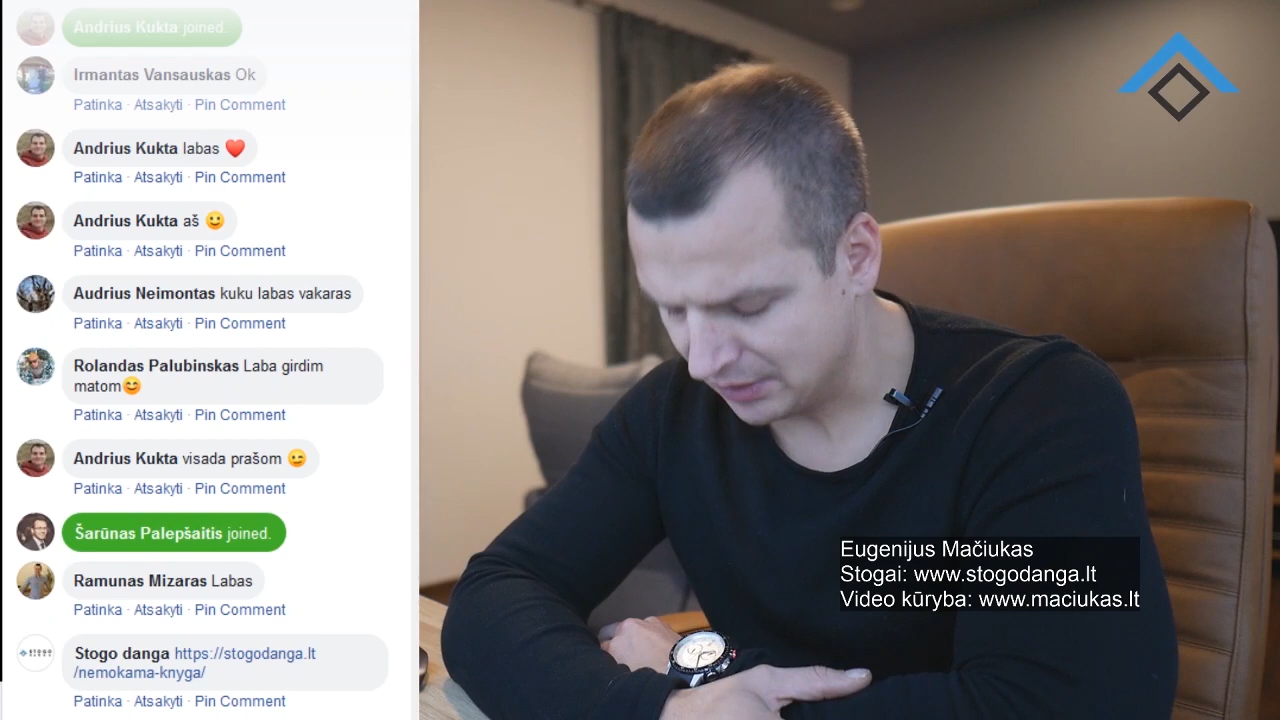 Andrius Kukta joined.
Irmantas Vansauskas Ok
Patinka · Atsakyti · Pin Comment
Andrius Kukta labas ❤️
Patinka · Atsakyti · Pin Comment
Andrius Kukta aš 🙂
Patinka · Atsakyti · Pin Comment
Audrius Neimontas kuku labas vakaras
Patinka · Atsakyti · Pin Comment
Rolandas Palubinskas Laba girdim
matom😊
Patinka · Atsakyti · Pin Comment
Andrius Kukta visada prašom 😉
Patinka · Atsakyti · Pin Comment
Šarūnas Palepšaitis joined.
Ramunas Mizaras Labas
Patinka · Atsakyti · Pin Comment
Stogo danga https://stogodanga.lt
/nemokama-knyga/
Patinka · Atsakyti · Pin Comment
Eugenijus Mačiukas
Stogai: www.stogodanga.lt
Video kūryba: www.maciukas.lt